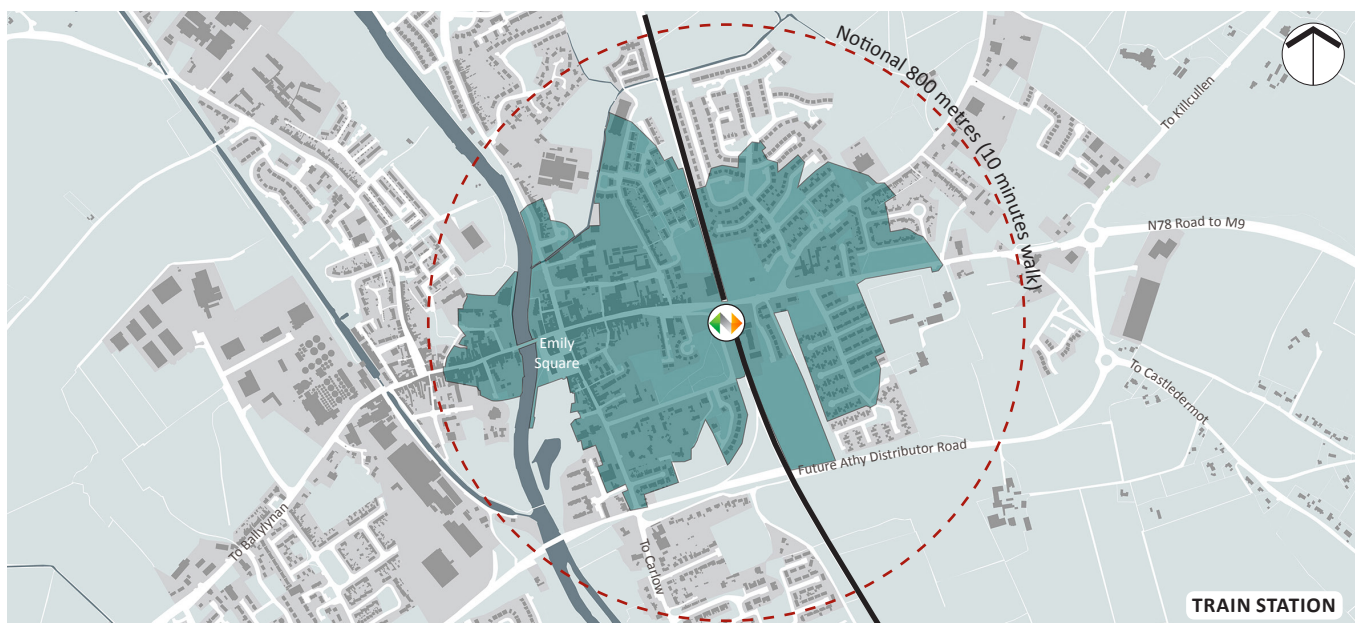 Notional 800 metres (10 minutes walk)
To Killcullen
N78 Road to M9
Emily
Square
To Castledermot
Future Athy Distributor Road
To Ballylynan
To Carlow
TRAIN STATION